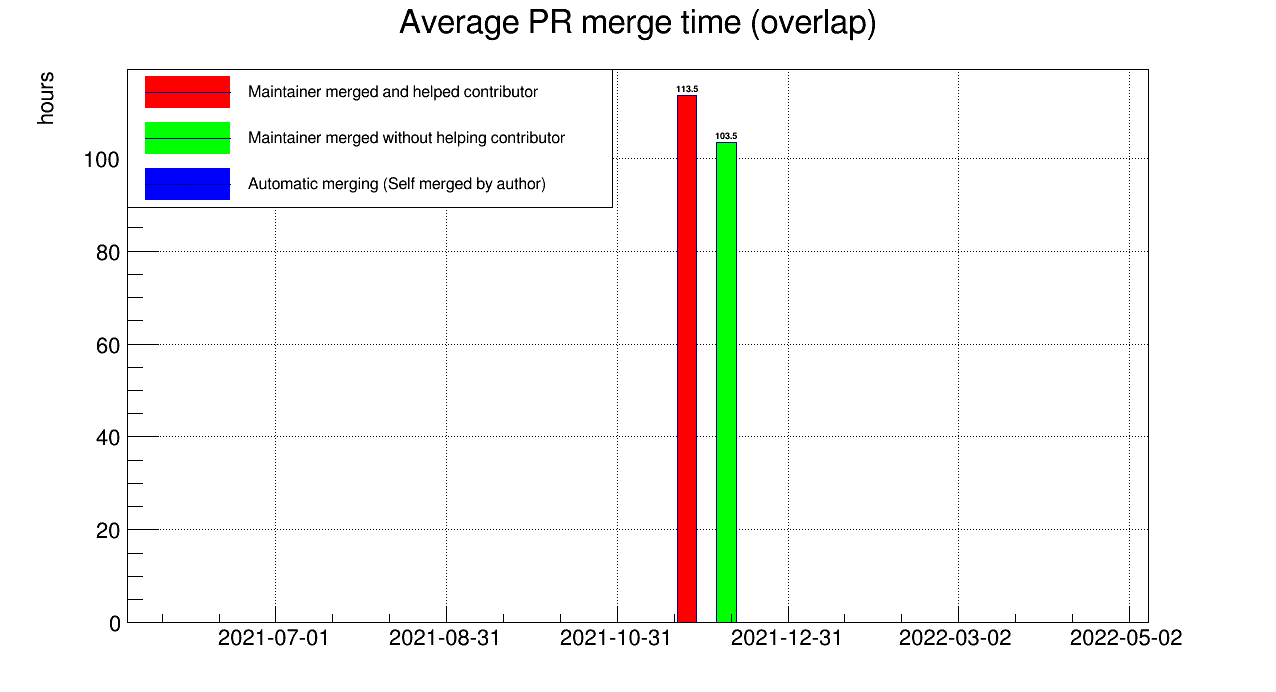 Average PR merge time (overlap)
hours
Maintainer merged and helped contributor
Maintainer merged without helping contributor
Automatic merging (Self merged by author)
113.5
103.5
100
80
60
40
20
0
2021-07-01 2021-08-31 2021-10-31 2021-12-31 2022-03-02 2022-05-02